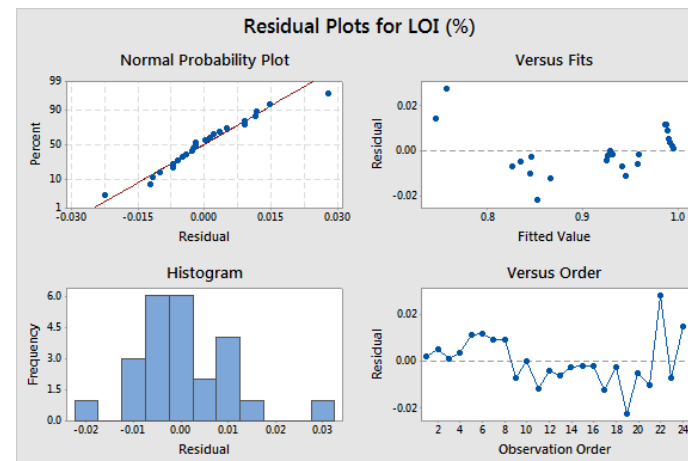 Residual Plots for LOI (%)
Normal Probability Plot
Versus Fits
99
90
50
10
1
Percent
-0.030 -0.015 0.000 0.015 0.030
Residual
0.02
0.00
-0.02
Residual
0.8 0.9 1.0
Fitted Value
Histogram
Versus Order
6.0
4.5
3.0
1.5
0.0
Frequency
-0.02 -0.01 0.00 0.01 0.02 0.03
Residual
0.02
0.00
-0.02
Residual
2 4 6 8 10 12 14 16 18 20 22 24
Observation Order